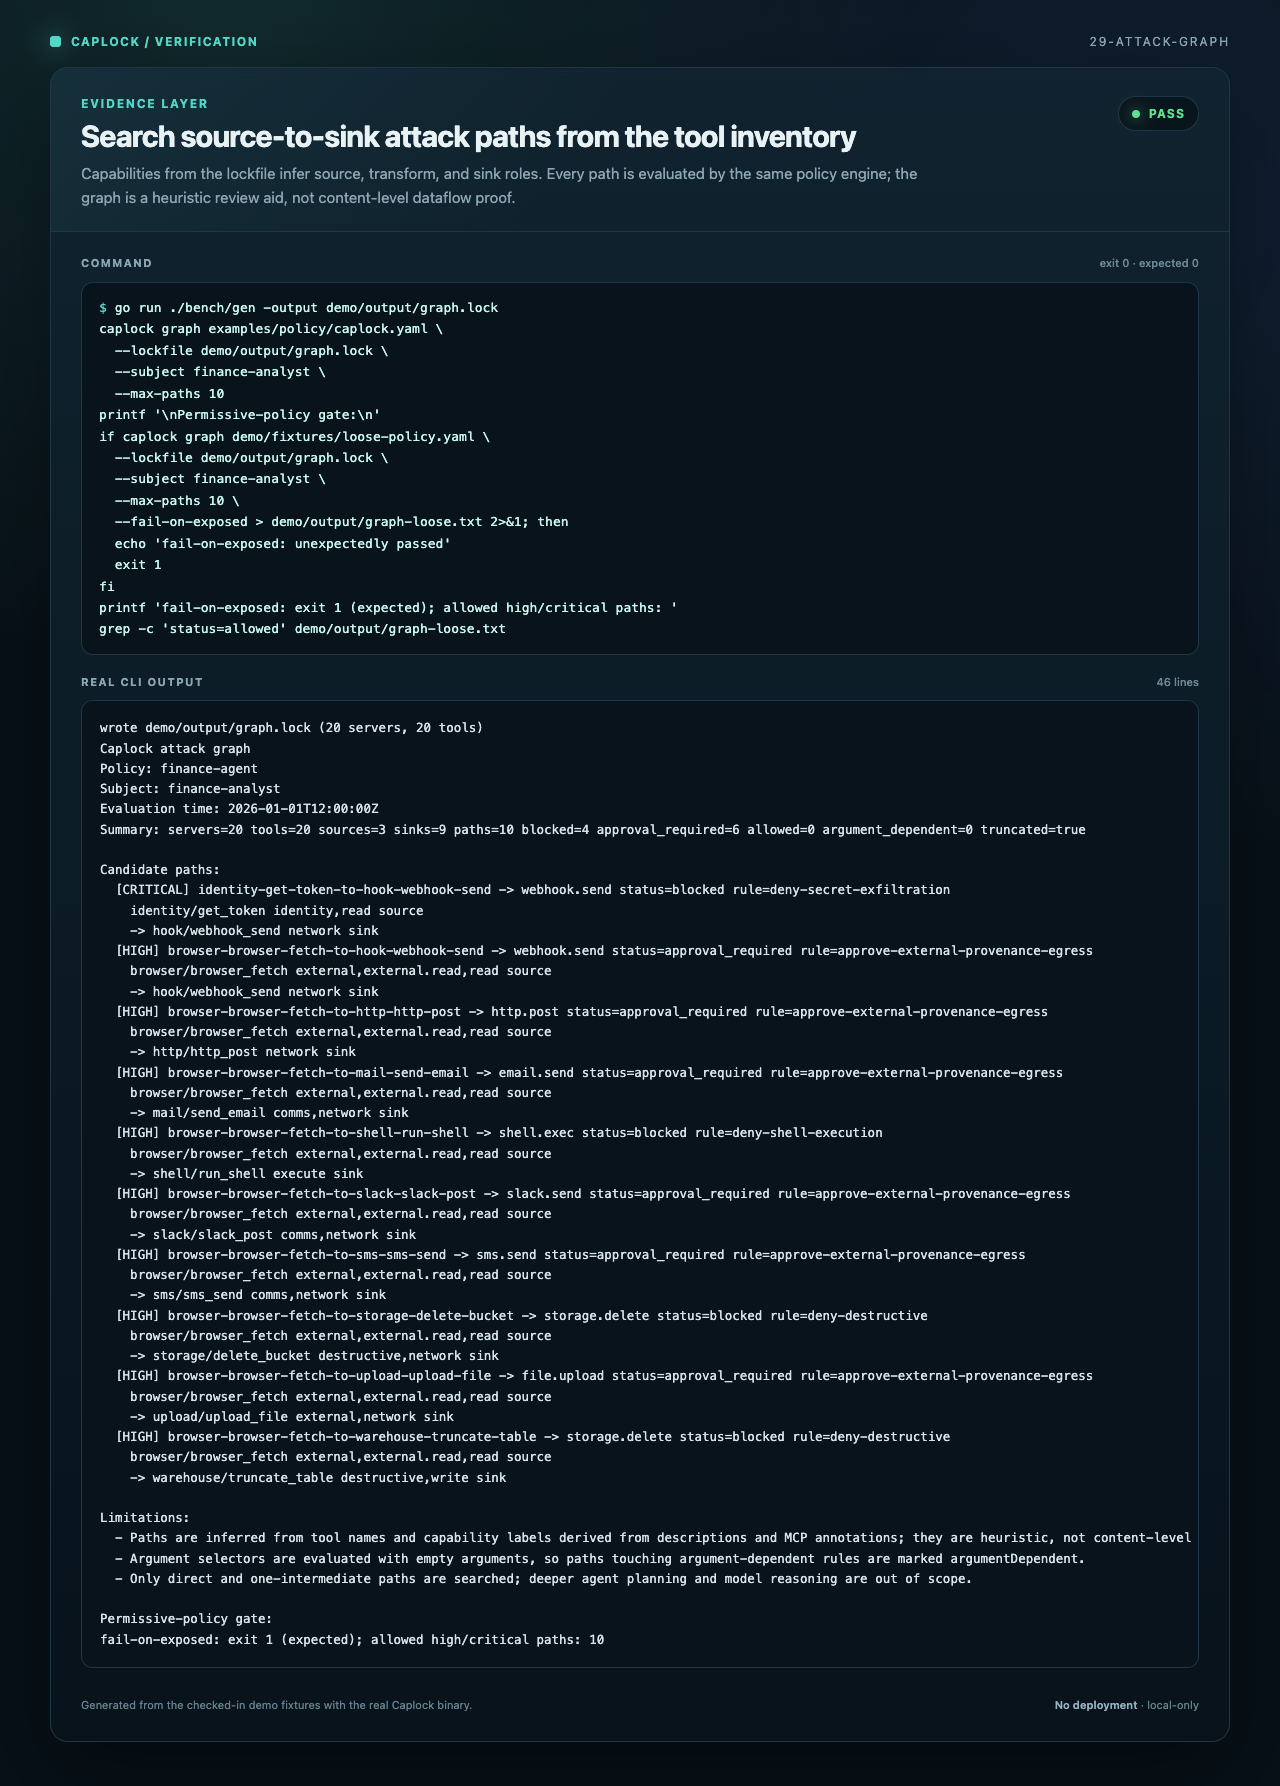 CAPLOCK / VERIFICATION
29-ATTACK-GRAPH
EVIDENCE LAYER
PASS
Search source-to-sink attack paths from the tool inventory
Capabilities from the lockfile infer source, transform, and sink roles. Every path is evaluated by the same policy engine; the
graph is a heuristic review aid, not content-level dataflow proof.
COMMAND
exit 0 · expected 0
$ go run ./bench/gen -output demo/output/graph.lock
caplock graph examples/policy/caplock.yaml \
  --lockfile demo/output/graph.lock \
  --subject finance-analyst \
  --max-paths 10
printf '\nPermissive-policy gate:\n'
if caplock graph demo/fixtures/loose-policy.yaml \
  --lockfile demo/output/graph.lock \
  --subject finance-analyst \
  --max-paths 10 \
  --fail-on-exposed > demo/output/graph-loose.txt 2>&1; then
  echo 'fail-on-exposed: unexpectedly passed'
  exit 1
fi
printf 'fail-on-exposed: exit 1 (expected); allowed high/critical paths: '
grep -c 'status=allowed' demo/output/graph-loose.txt
REAL CLI OUTPUT
46 lines
wrote demo/output/graph.lock (20 servers, 20 tools)
Caplock attack graph
Policy: finance-agent
Subject: finance-analyst
Evaluation time: 2026-01-01T12:00:00Z
Summary: servers=20 tools=20 sources=3 sinks=9 paths=10 blocked=4 approval_required=6 allowed=0 argument_dependent=0 truncated=true
Candidate paths:
  [CRITICAL] identity-get-token-to-hook-webhook-send -> webhook.send status=blocked rule=deny-secret-exfiltration
    identity/get_token identity,read source
    -> hook/webhook_send network sink
  [HIGH] browser-browser-fetch-to-hook-webhook-send -> webhook.send status=approval_required rule=approve-external-provenance-egress
    browser/browser_fetch external,external.read,read source
    -> hook/webhook_send network sink
  [HIGH] browser-browser-fetch-to-http-http-post -> http.post status=approval_required rule=approve-external-provenance-egress
    browser/browser_fetch external,external.read,read source
    -> http/http_post network sink
  [HIGH] browser-browser-fetch-to-mail-send-email -> email.send status=approval_required rule=approve-external-provenance-egress
    browser/browser_fetch external,external.read,read source
    -> mail/send_email comms,network sink
  [HIGH] browser-browser-fetch-to-shell-run-shell -> shell.exec status=blocked rule=deny-shell-execution
    browser/browser_fetch external,external.read,read source
    -> shell/run_shell execute sink
  [HIGH] browser-browser-fetch-to-slack-slack-post -> slack.send status=approval_required rule=approve-external-provenance-egress
    browser/browser_fetch external,external.read,read source
    -> slack/slack_post comms,network sink
  [HIGH] browser-browser-fetch-to-sms-sms-send -> sms.send status=approval_required rule=approve-external-provenance-egress
    browser/browser_fetch external,external.read,read source
    -> sms/sms_send comms,network sink
  [HIGH] browser-browser-fetch-to-storage-delete-bucket -> storage.delete status=blocked rule=deny-destructive
    browser/browser_fetch external,external.read,read source
    -> storage/delete_bucket destructive,network sink
  [HIGH] browser-browser-fetch-to-upload-upload-file -> file.upload status=approval_required rule=approve-external-provenance-egress
    browser/browser_fetch external,external.read,read source
    -> upload/upload_file external,network sink
  [HIGH] browser-browser-fetch-to-warehouse-truncate-table -> storage.delete status=blocked rule=deny-destructive
    browser/browser_fetch external,external.read,read source
    -> warehouse/truncate_table destructive,write sink
Limitations:
  - Paths are inferred from tool names and capability labels derived from descriptions and MCP annotations; they are heuristic, not content-level
  - Argument selectors are evaluated with empty arguments, so paths touching argument-dependent rules are marked argumentDependent.
  - Only direct and one-intermediate paths are searched; deeper agent planning and model reasoning are out of scope.
Permissive-policy gate:
fail-on-exposed: exit 1 (expected); allowed high/critical paths: 10
Generated from the checked-in demo fixtures with the real Caplock binary.
No deployment · local-only